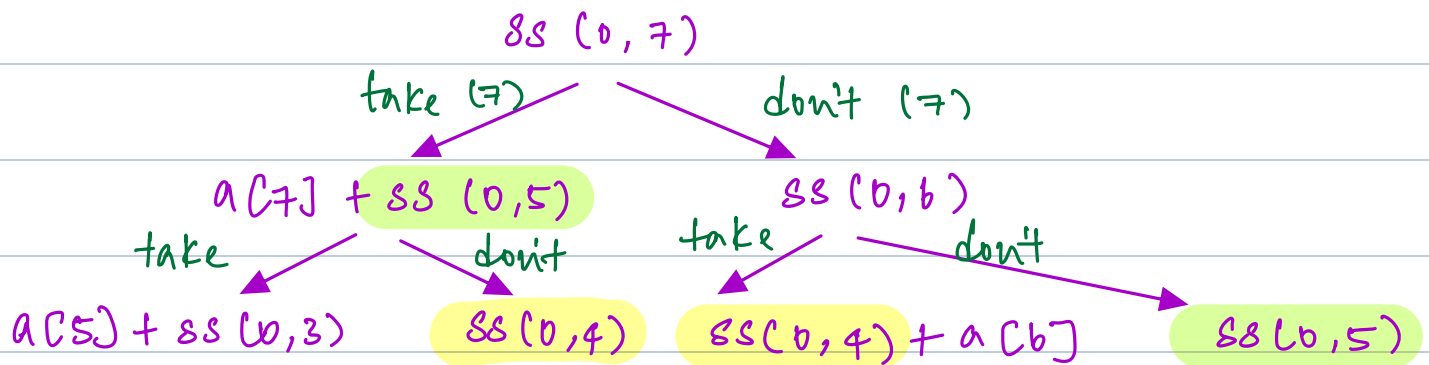 ss (0, 7)
take (7) don't (7)
a[7] + ss (0,5) ss (0,6)
take don't take don't
a[5] + ss (0,3) ss(0,4) ss(0,4) + a[6] ss(0,5)